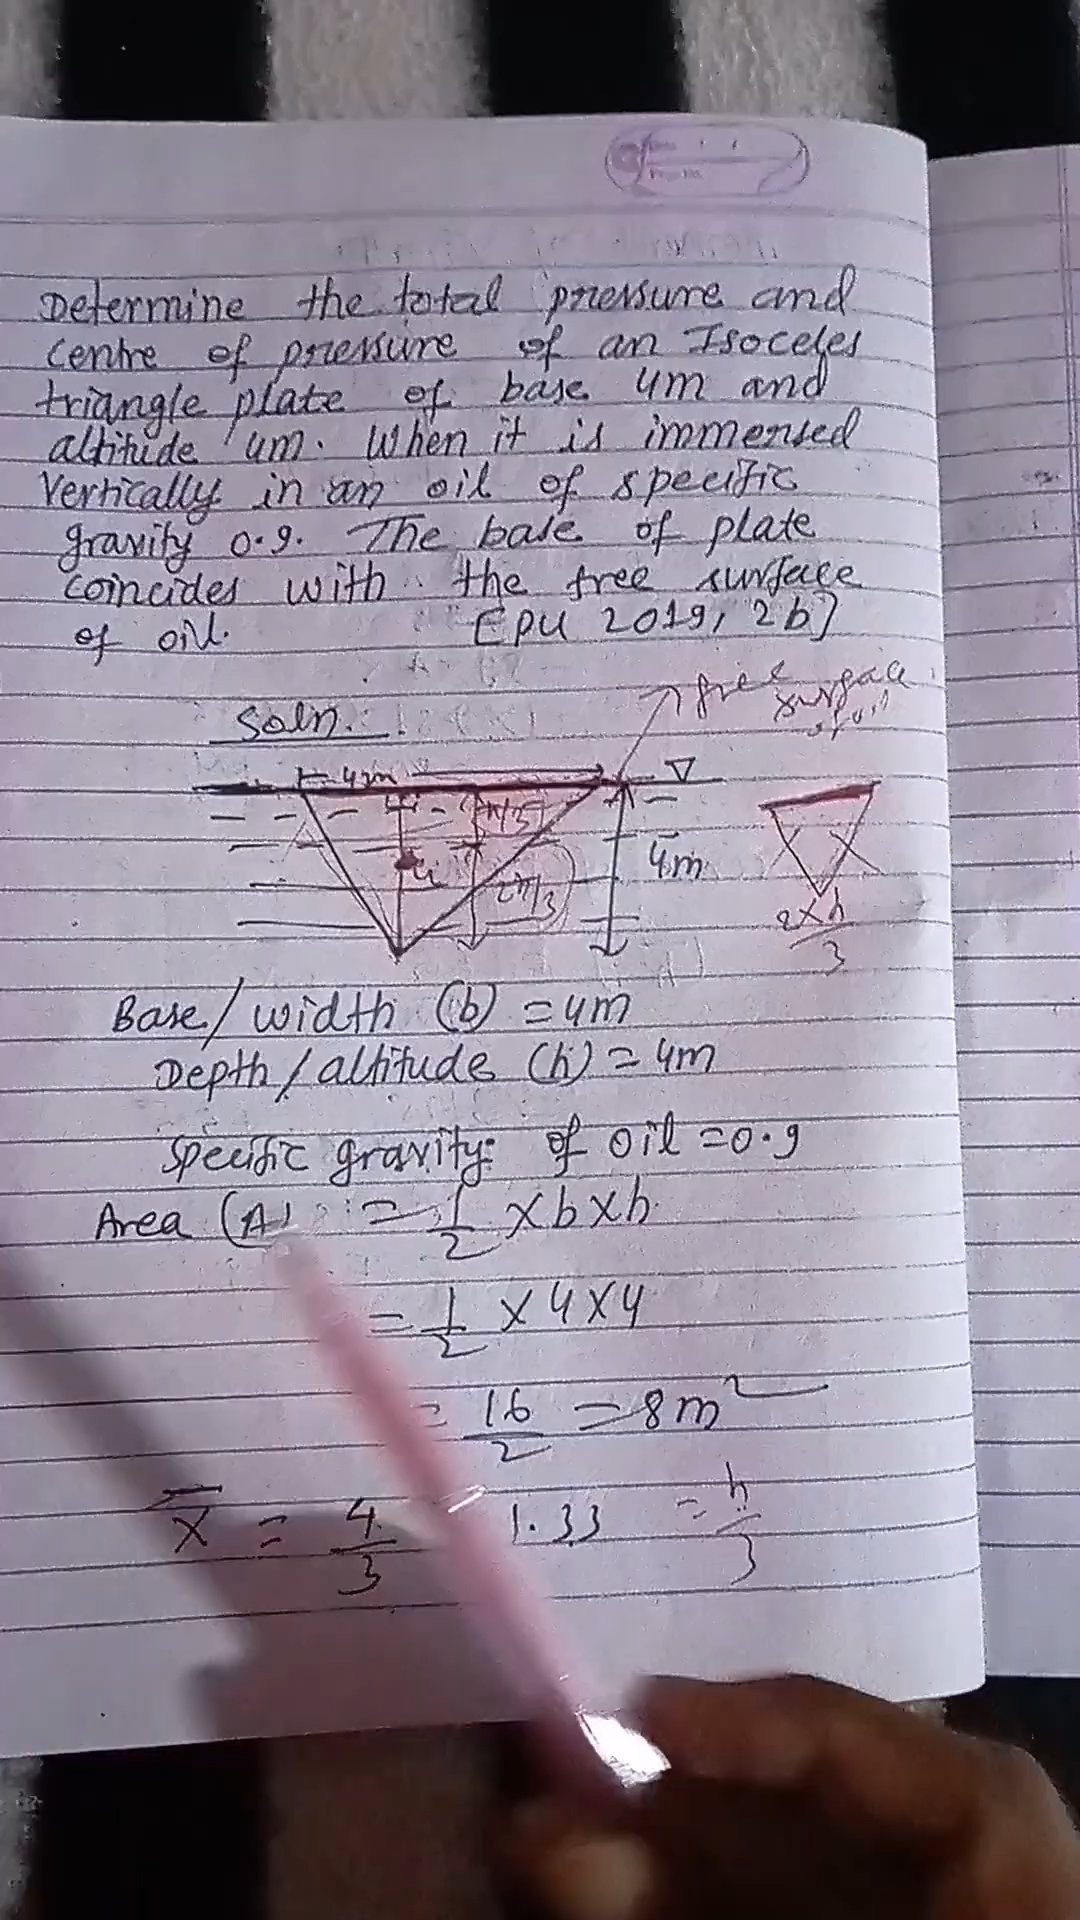 Determine the total pressure and
centre of pressure of an Isoceles
triangle plate of base 4m and
altitude 4m. When it is immersed
Vertically in an oil of specific
gravity 0.9. The base of plate
coincides with the free surface
of oil. [PU 2019, 2b]
free surface of oil
Soln.
4m
h/3
4m
2h/3
2×h/3
Base/width (b) = 4m
Depth/altitude (h) = 4m
specific gravity of oil = 0.9
Area (A) = 1/2 × b × h
= 1/2 × 4 × 4
= 16/2 = 8m²
x̄ = 4/3 1.33 = h/3